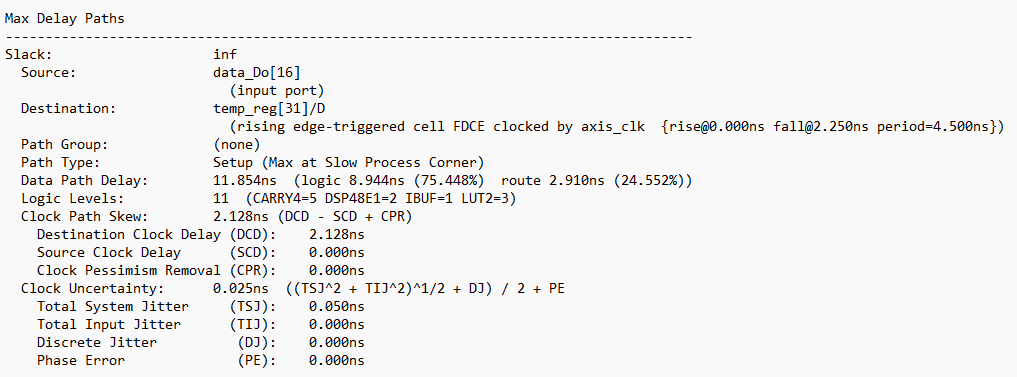 Max Delay Paths
--------------------------------------------------------------------------------------
Slack:                    inf
  Source:                 data_Do[16]
                            (input port)
  Destination:            temp_reg[31]/D
                            (rising edge-triggered cell FDCE clocked by axis_clk  {rise@0.000ns fall@2.250ns period=4.500ns})
  Path Group:             (none)
  Path Type:              Setup (Max at Slow Process Corner)
  Data Path Delay:        11.854ns  (logic 8.944ns (75.448%)  route 2.910ns (24.552%))
  Logic Levels:           11  (CARRY4=5 DSP48E1=2 IBUF=1 LUT2=3)
  Clock Path Skew:        2.128ns (DCD - SCD + CPR)
    Destination Clock Delay (DCD):    2.128ns
    Source Clock Delay      (SCD):    0.000ns
    Clock Pessimism Removal (CPR):    0.000ns
  Clock Uncertainty:      0.025ns  ((TSJ^2 + TIJ^2)^1/2 + DJ) / 2 + PE
    Total System Jitter     (TSJ):    0.050ns
    Total Input Jitter      (TIJ):    0.000ns
    Discrete Jitter          (DJ):    0.000ns
    Phase Error              (PE):    0.000ns